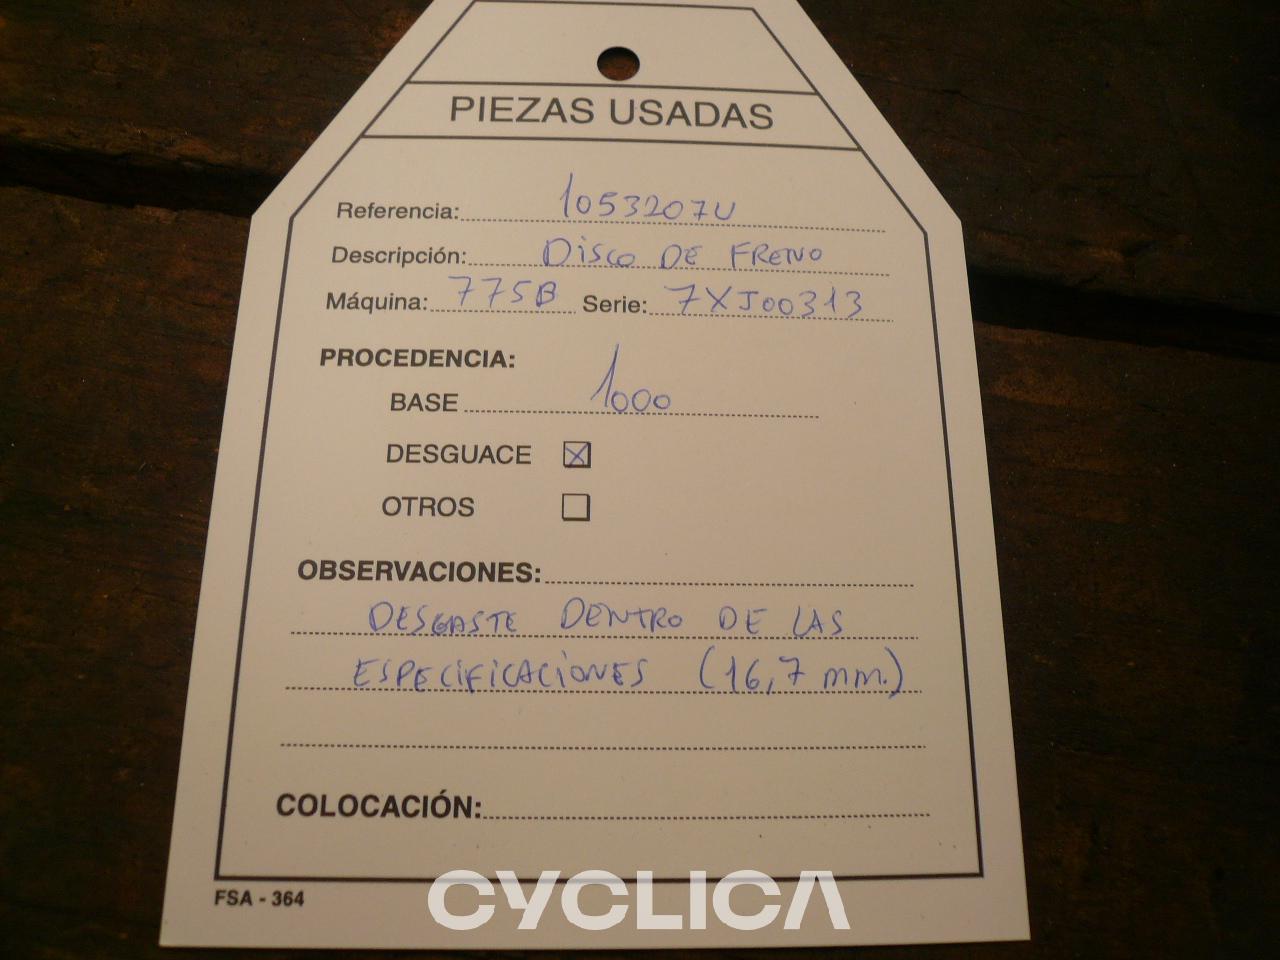 PIEZAS USADAS
Referencia: 1053207U
Descripción: DISCO DE FRENO
Máquina: 775B Serie: 7XJ00313
PROCEDENCIA:
BASE 1000
DESGUACE ☒
OTROS ☐
OBSERVACIONES:
DESGASTE DENTRO DE LAS
ESPECIFICACIONES (16,7 mm.)
COLOCACIÓN:
FSA - 364
CYCLICA